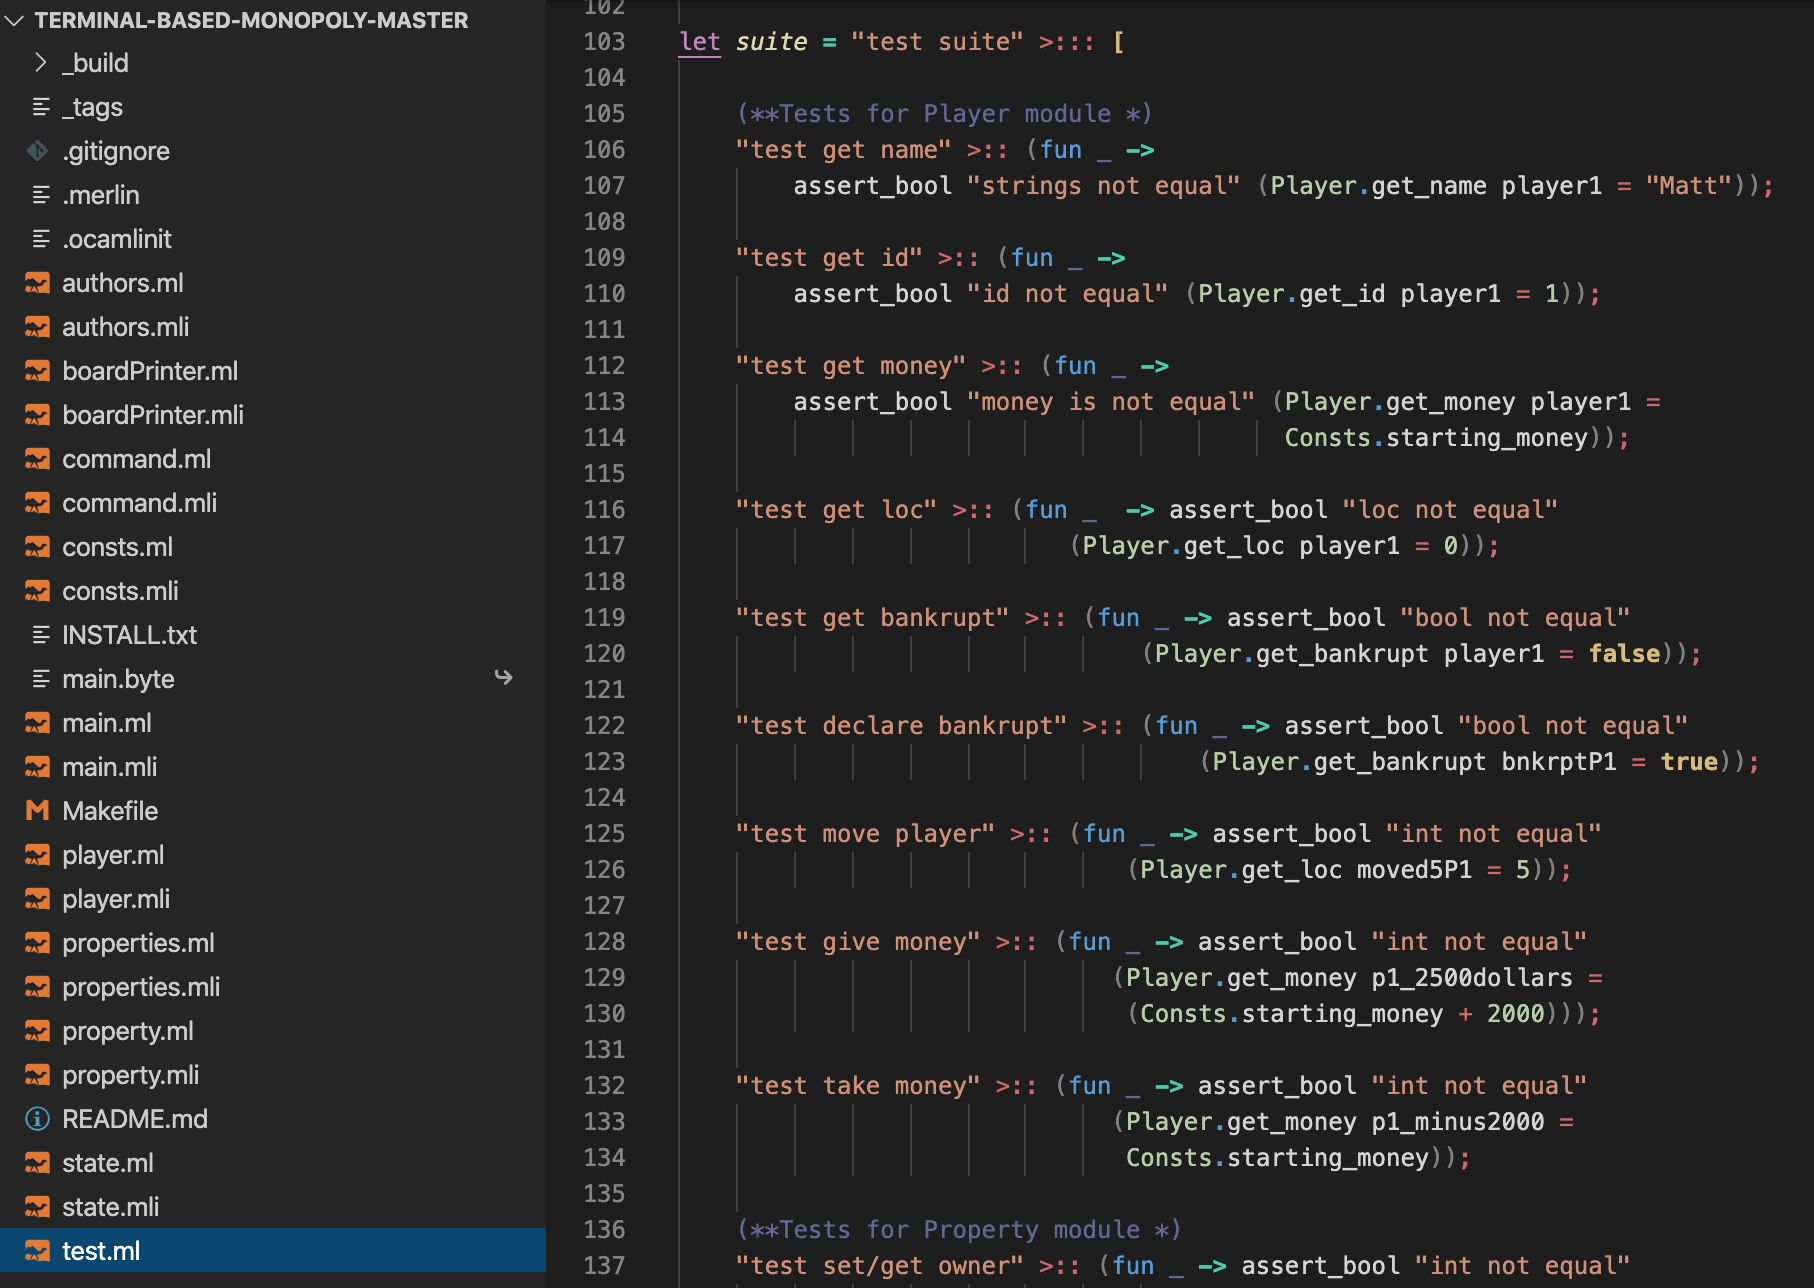 TERMINAL-BASED-MONOPOLY-MASTER
_build
_tags
.gitignore
.merlin
.ocamlinit
authors.ml
authors.mli
boardPrinter.ml
boardPrinter.mli
command.ml
command.mli
consts.ml
consts.mli
INSTALL.txt
main.byte
main.ml
main.mli
Makefile
player.ml
player.mli
properties.ml
properties.mli
property.ml
property.mli
README.md
state.ml
state.mli
test.ml
102
103 let suite = "test suite" >::: [
104
105 (**Tests for Player module *)
106 "test get name" >:: (fun _ ->
107 assert_bool "strings not equal" (Player.get_name player1 = "Matt"));
108
109 "test get id" >:: (fun _ ->
110 assert_bool "id not equal" (Player.get_id player1 = 1));
111
112 "test get money" >:: (fun _ ->
113 assert_bool "money is not equal" (Player.get_money player1 =
114 Consts.starting_money));
115
116 "test get loc" >:: (fun _  -> assert_bool "loc not equal"
117 (Player.get_loc player1 = 0));
118
119 "test get bankrupt" >:: (fun _ -> assert_bool "bool not equal"
120 (Player.get_bankrupt player1 = false));
121
122 "test declare bankrupt" >:: (fun _ -> assert_bool "bool not equal"
123 (Player.get_bankrupt bnkrptP1 = true));
124
125 "test move player" >:: (fun _ -> assert_bool "int not equal"
126 (Player.get_loc moved5P1 = 5));
127
128 "test give money" >:: (fun _ -> assert_bool "int not equal"
129 (Player.get_money p1_2500dollars =
130 (Consts.starting_money + 2000)));
131
132 "test take money" >:: (fun _ -> assert_bool "int not equal"
133 (Player.get_money p1_minus2000 =
134 Consts.starting_money));
135
136 (**Tests for Property module *)
137 "test set/get owner" >:: (fun _ -> assert_bool "int not equal"